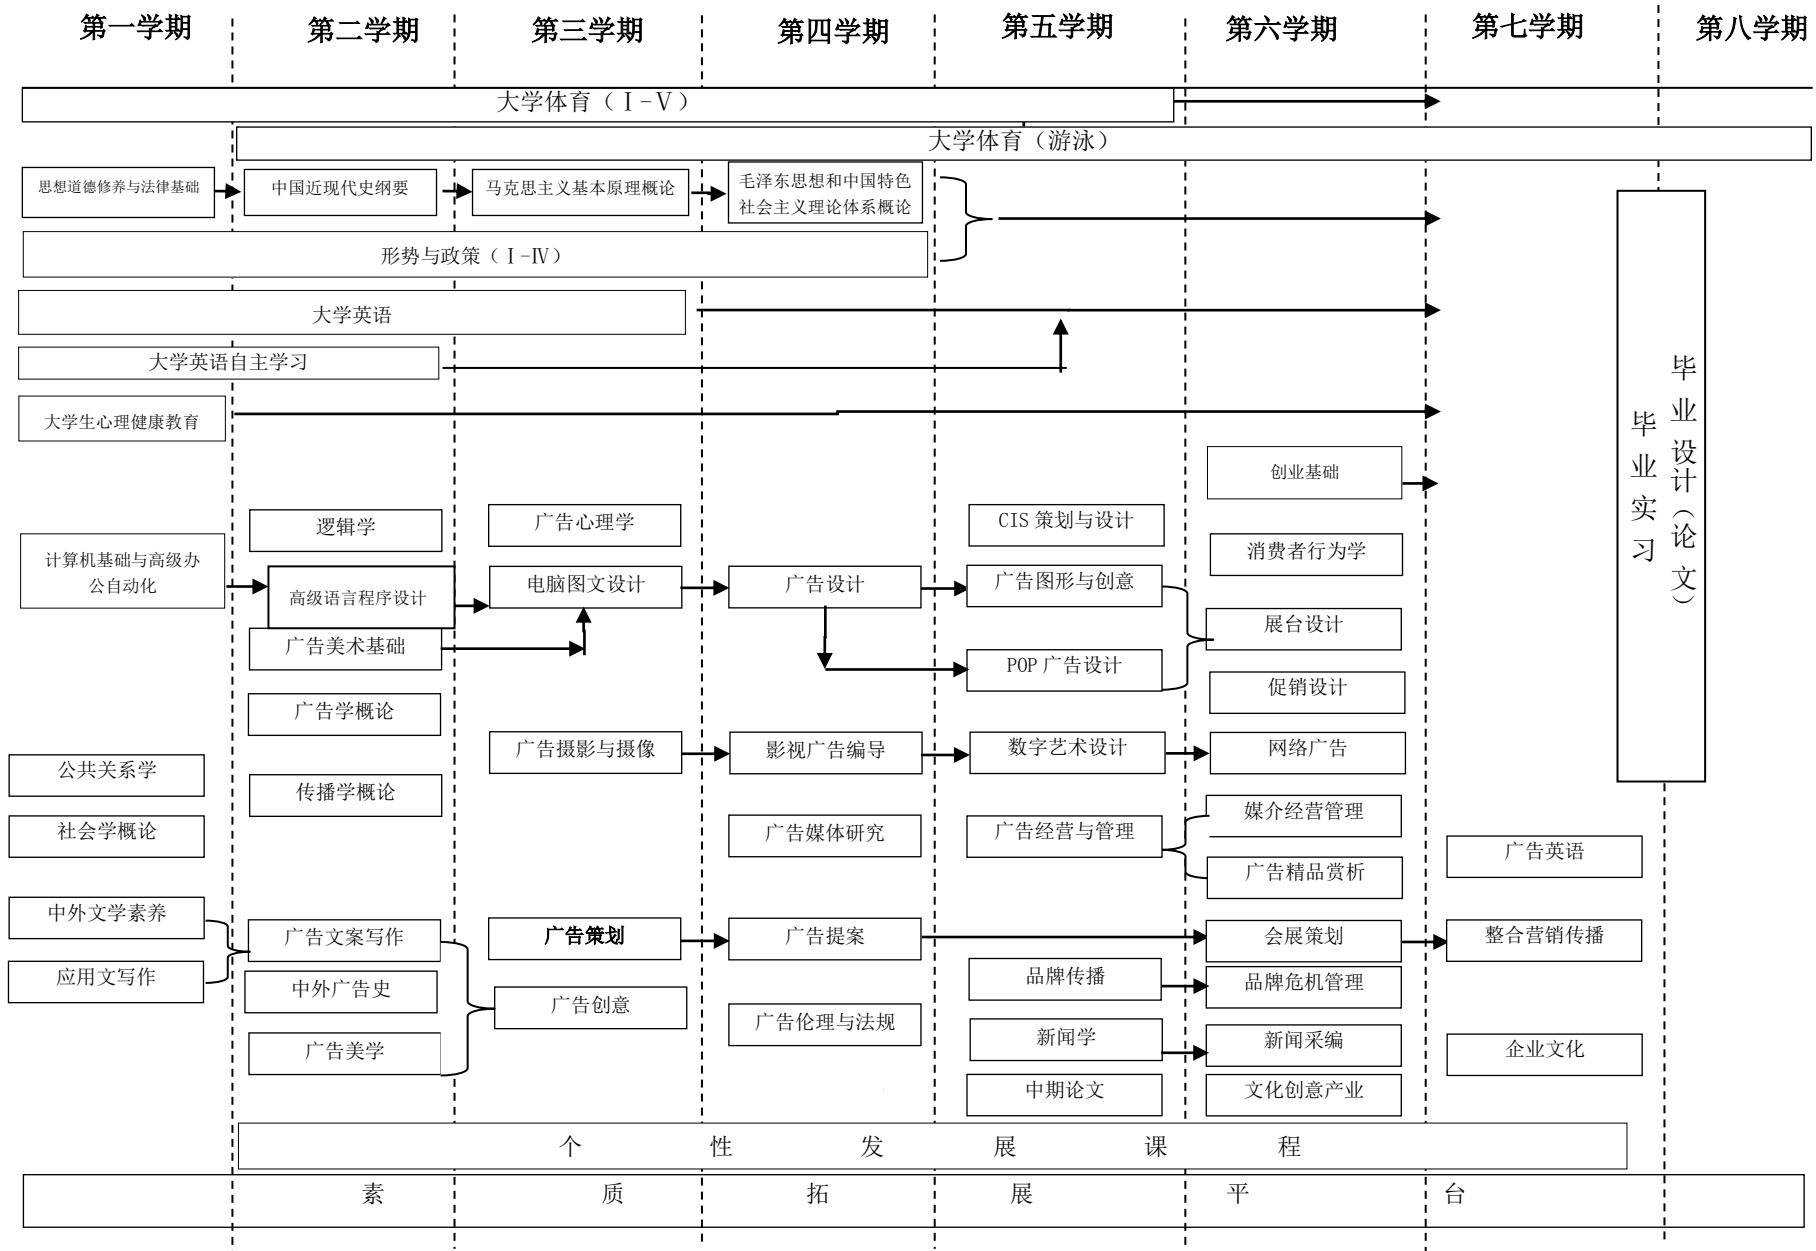 第一学期
第二学期
第三学期
第四学期
第五学期
第六学期
第七学期
第八学期
大学体育（Ⅰ-Ⅴ）
大学体育（游泳）
思想道德修养与法律基础
中国近现代史纲要
马克思主义基本原理概论
毛泽东思想和中国特色
社会主义理论体系概论
形势与政策（Ⅰ-Ⅳ）
大学英语
大学英语自主学习
大学生心理健康教育
创业基础
毕业实习
毕业设计（论文）
逻辑学
广告心理学
CIS 策划与设计
消费者行为学
计算机基础与高级办
公自动化
高级语言程序设计
电脑图文设计
广告设计
广告图形与创意
展台设计
广告美术基础
POP 广告设计
促销设计
广告学概论
广告摄影与摄像
影视广告编导
数字艺术设计
网络广告
公共关系学
传播学概论
社会学概论
广告媒体研究
广告经营与管理
媒介经营管理
广告精品赏析
广告英语
中外文学素养
广告文案写作
广告策划
广告提案
会展策划
整合营销传播
应用文写作
中外广告史
广告创意
品牌传播
品牌危机管理
广告美学
广告伦理与法规
新闻学
新闻采编
企业文化
中期论文
文化创意产业
个性发展课程
素质拓展平台